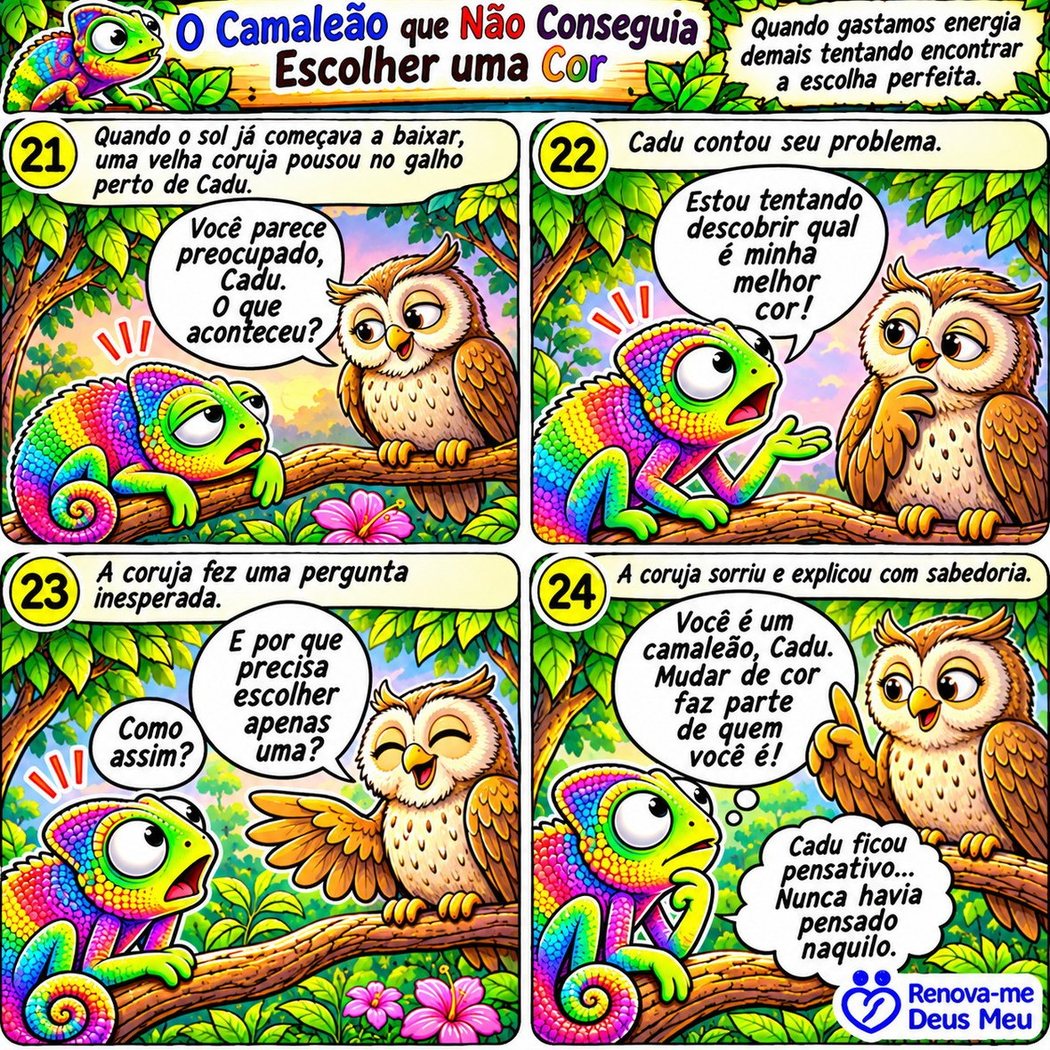 O Camaleão que Não Conseguia
Escolher uma Cor
Quando gastamos energia
demais tentando encontrar
a escolha perfeita.
21
Quando o sol já começava a baixar,
uma velha coruja pousou no galho
perto de Cadu.
Você parece
preocupado,
Cadu.
O que
aconteceu?
22
Cadu contou seu problema.
Estou tentando
descobrir qual
é minha
melhor
cor!
23
A coruja fez uma pergunta
inesperada.
E por que
precisa
escolher
apenas
uma?
Como
assim?
24
A coruja sorriu e explicou com sabedoria.
Você é um
camaleão, Cadu.
Mudar de cor
faz parte
de quem
você é!
Cadu ficou
pensativo...
Nunca havia
pensado
naquilo.
Renova-me
Deus Meu